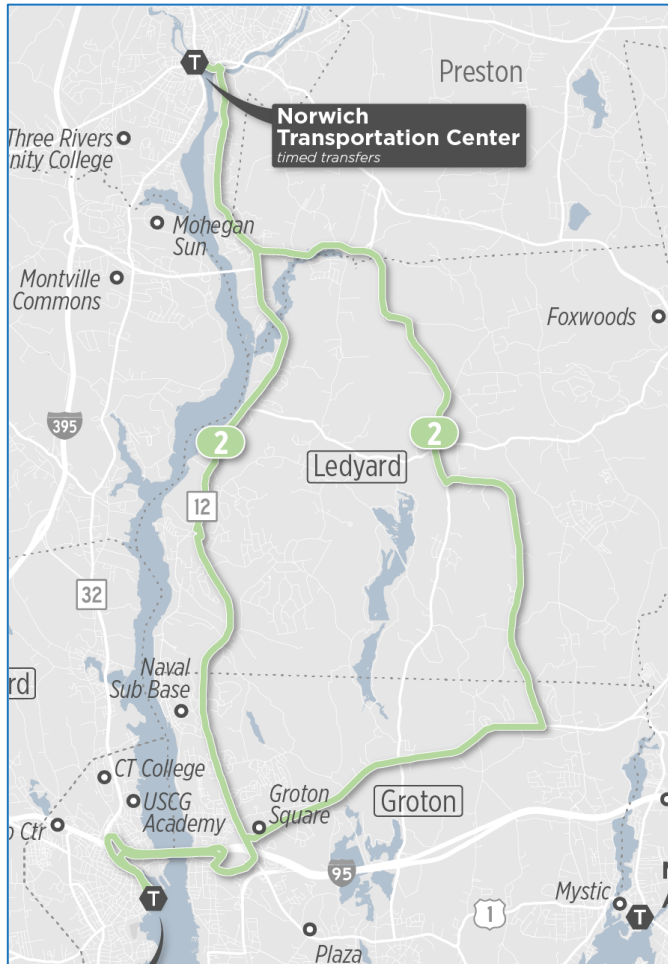 T
Preston
Norwich
Transportation Center
timed transfers
Three Rivers
nity College
Mohegan
Sun
Montville
Commons
Foxwoods
395
2
2
Ledyard
12
32
rd
Naval
Sub Base
CT College
USCG
Academy
Groton
Square
Groton
Ctr
95
T
1
Mystic
T
Plaza